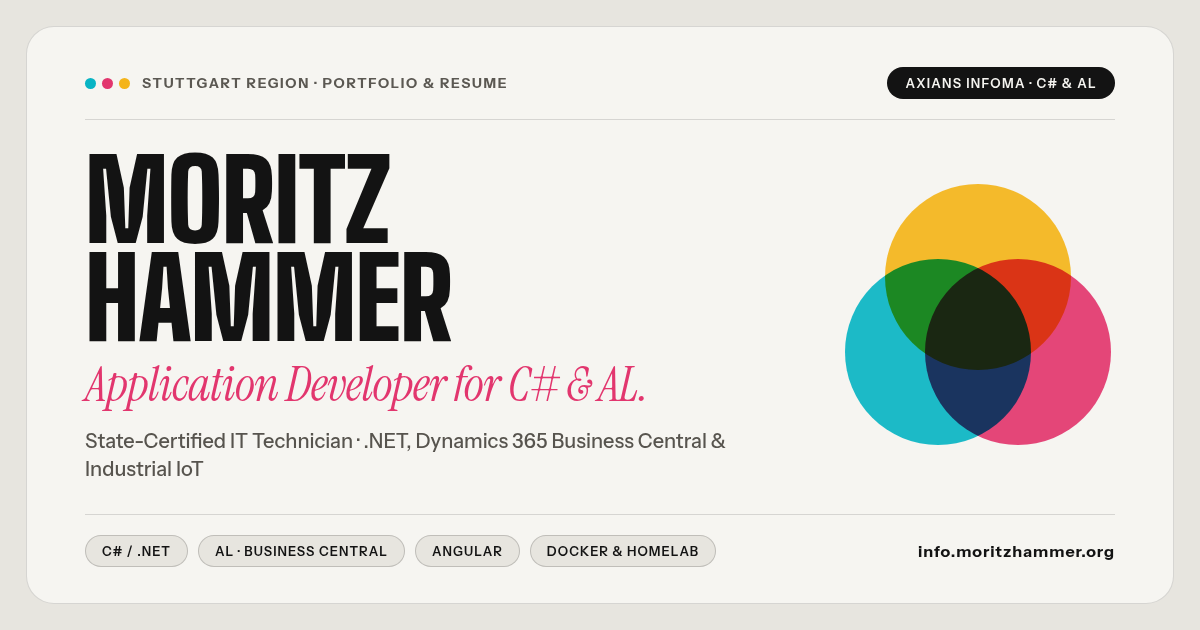 STUTTGART REGION · PORTFOLIO & RESUME
AXIANS INFOMA · C# & AL
MORITZ
HAMMER
Application Developer for C# & AL.
State-Certified IT Technician · .NET, Dynamics 365 Business Central &
Industrial IoT
C# / .NET
AL · BUSINESS CENTRAL
ANGULAR
DOCKER & HOMELAB
info.moritzhammer.org